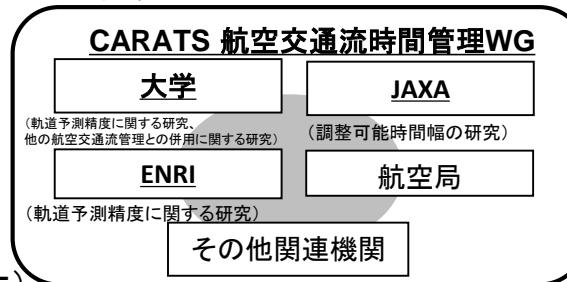 CARATS 航空交通流時間管理WG
大学
JAXA
(軌道予測精度に関する研究、
他の航空交通流管理との併用に関する研究)
(調整可能時間幅の研究)
ENRI
航空局
(軌道予測精度に関する研究)
その他関連機関
ー)